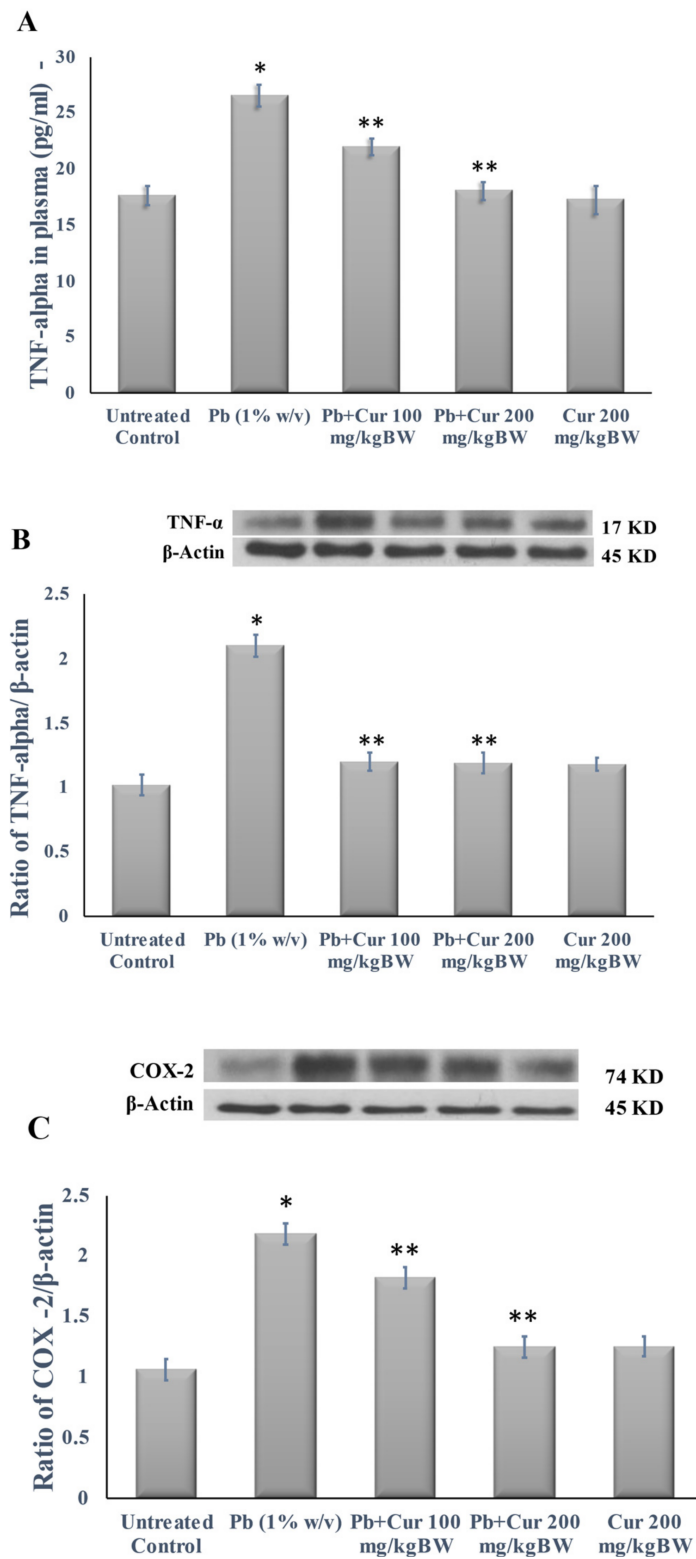 A
TNF-alpha in plasma (pg/ml) -
30
25
20
15
10
5
0
*
**
**
Untreated Control
Pb (1% w/v)
Pb+Cur 100 mg/kgBW
Pb+Cur 200 mg/kgBW
Cur 200 mg/kgBW
TNF-α
17 KD
B
β-Actin
45 KD
Ratio of TNF-alpha/ β-actin
2.5
2
1.5
1
0.5
0
*
**
**
Untreated Control
Pb (1% w/v)
Pb+Cur 100 mg/kgBW
Pb+Cur 200 mg/kgBW
Cur 200 mg/kgBW
COX-2
74 KD
β-Actin
45 KD
C
Ratio of COX -2/β-actin
2.5
2
1.5
1
0.5
0
*
**
**
Untreated Control
Pb (1% w/v)
Pb+Cur 100 mg/kgBW
Pb+Cur 200 mg/kgBW
Cur 200 mg/kgBW